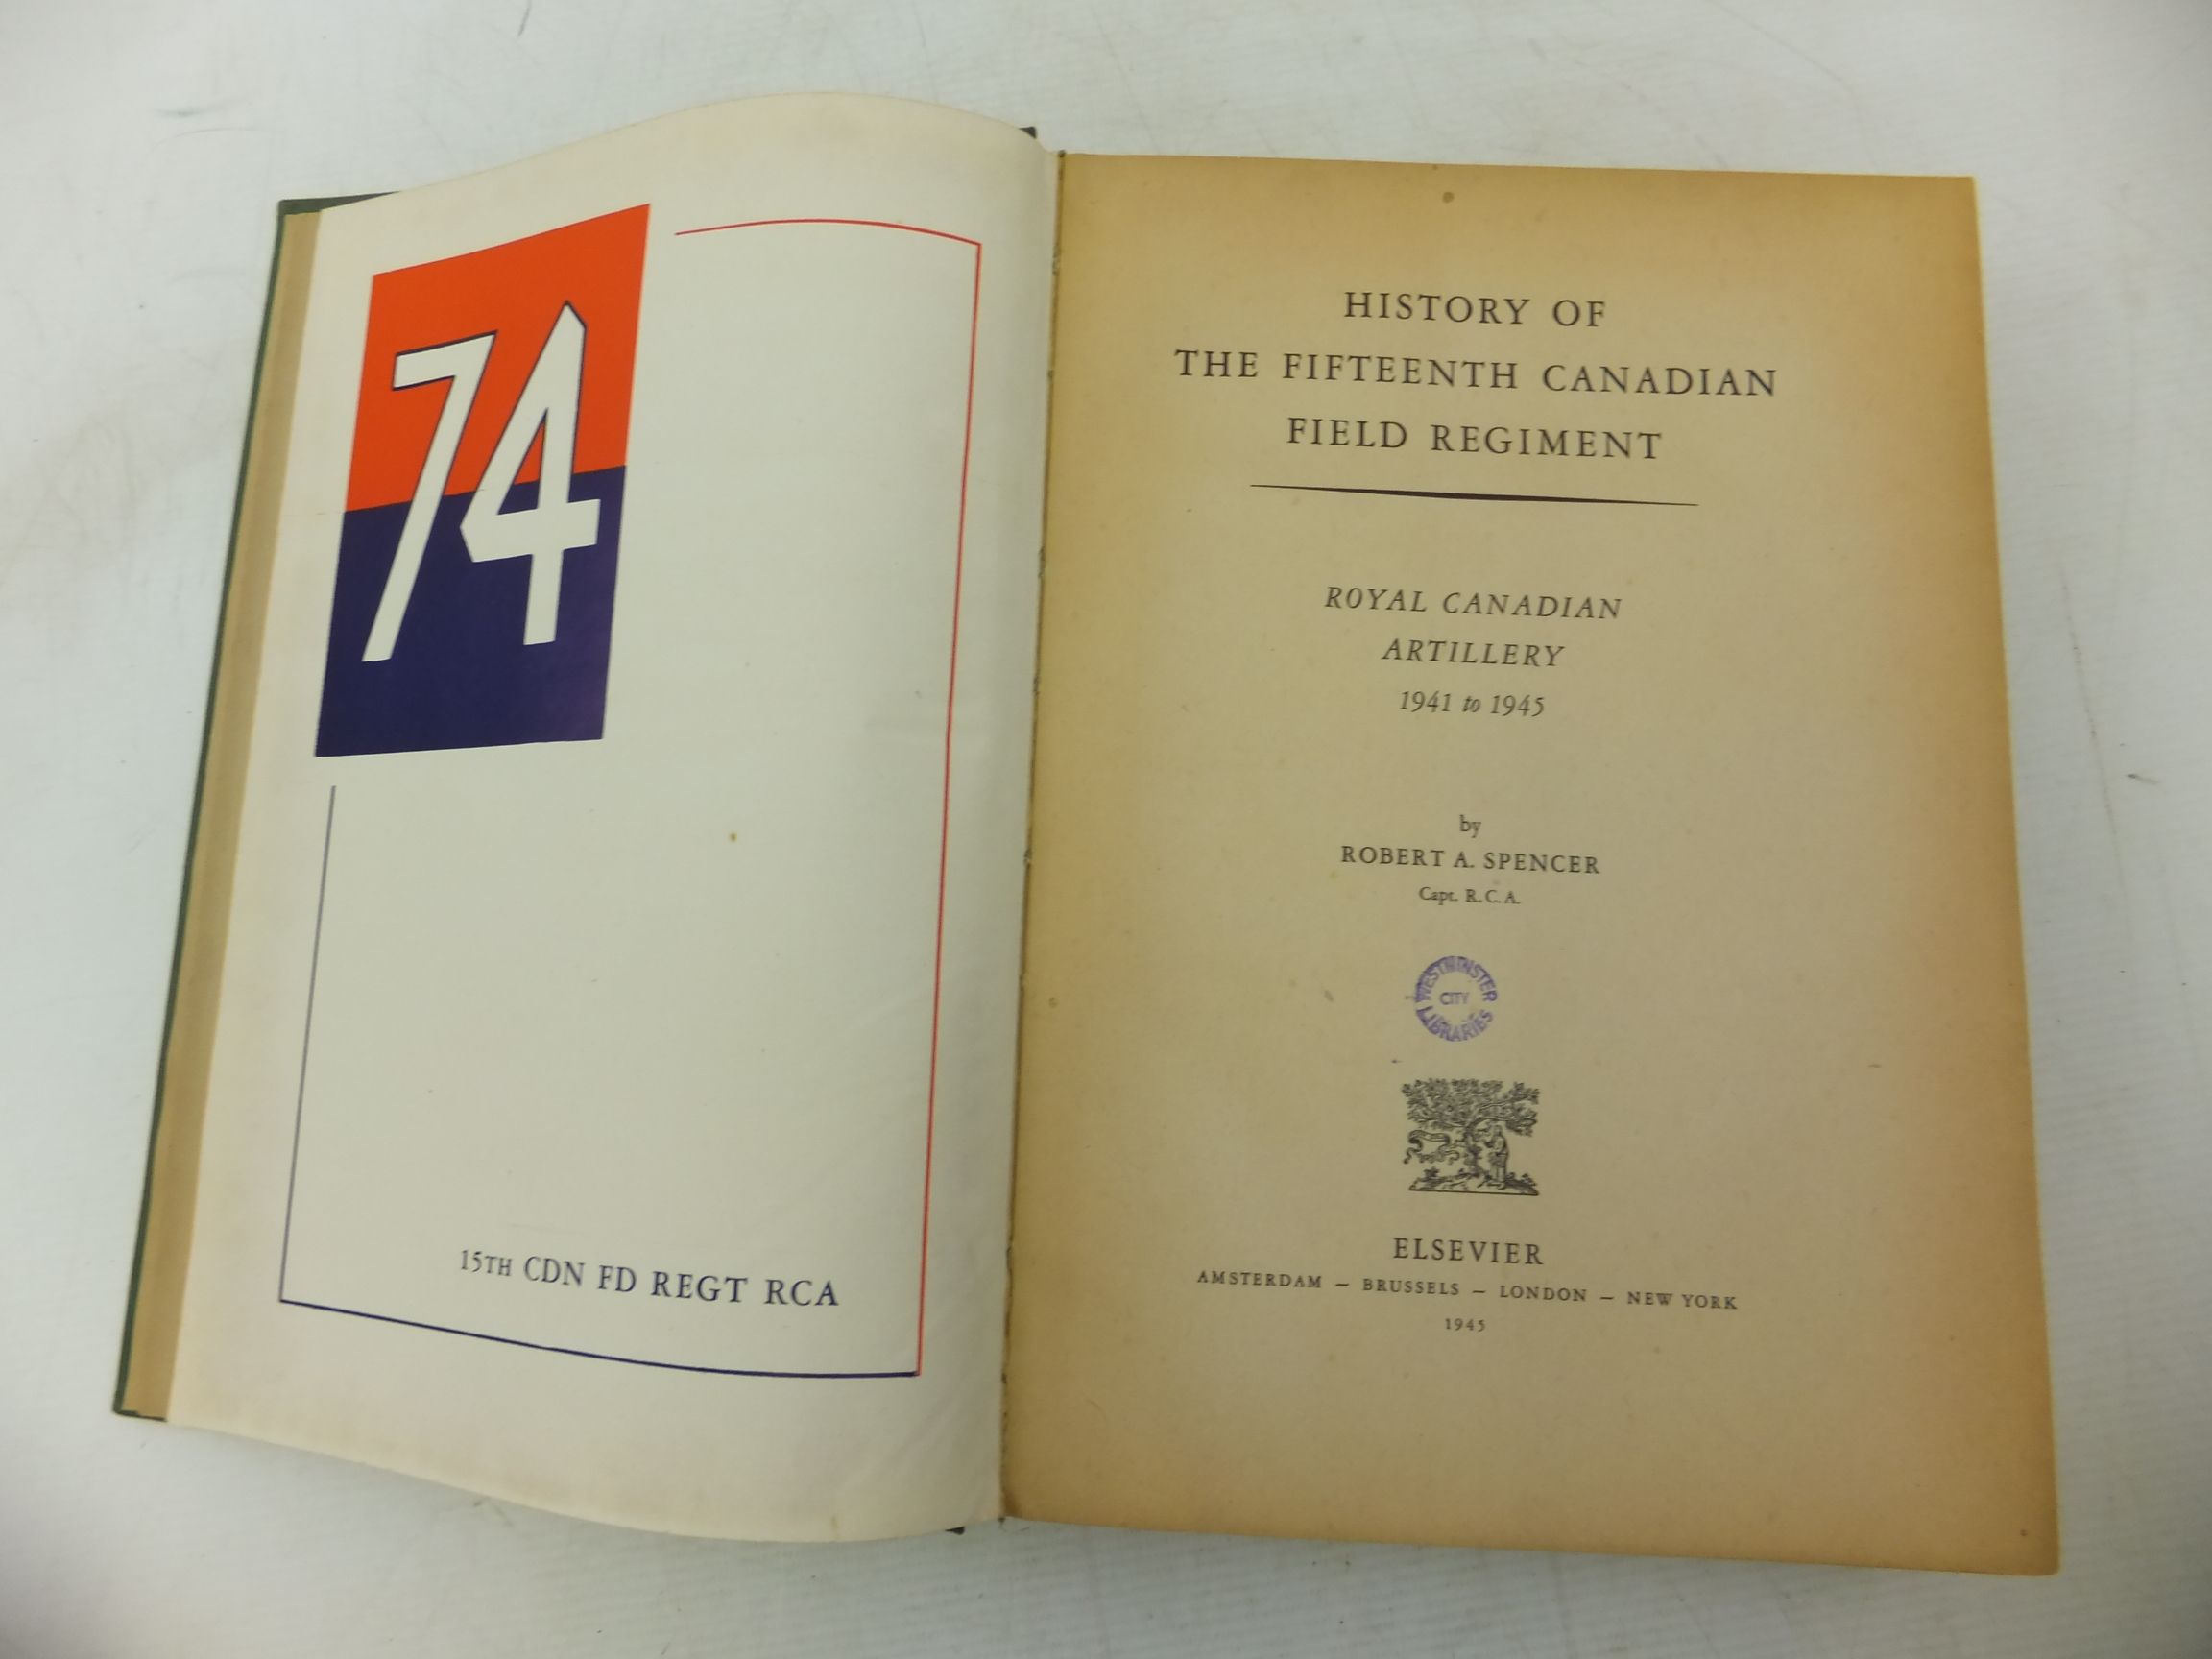 74
15TH CDN FD REGT RCA
HISTORY OF
THE FIFTEENTH CANADIAN
FIELD REGIMENT
ROYAL CANADIAN
ARTILLERY
1941 to 1945
by
ROBERT A. SPENCER
Capt. R.C.A.
WESTMINSTER
CITY
LIBRARIES
ELSEVIER
AMSTERDAM – BRUSSELS – LONDON – NEW YORK
1945